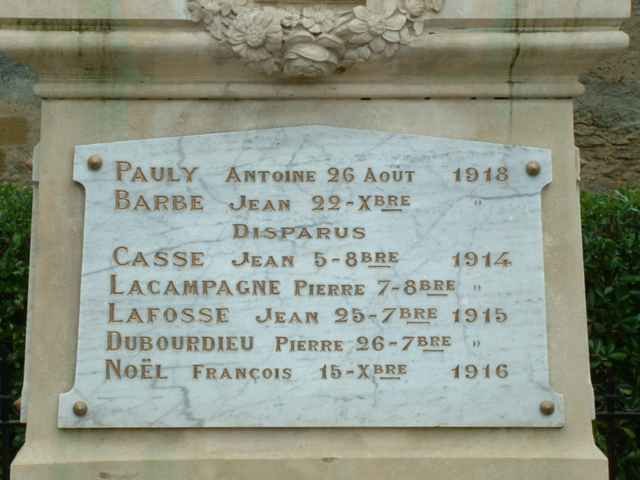 PAULY ANTOINE 26 AOUT 1918
BARBE JEAN 22-XBRE "
DISPARUS
CASSE JEAN 5-8BRE 1914
LACAMPAGNE PIERRE 7-8BRE "
LAFOSSE JEAN 25-7BRE 1915
DUBOURDIEU PIERRE 26-7BRE "
NOËL FRANÇOIS 15-XBRE 1916